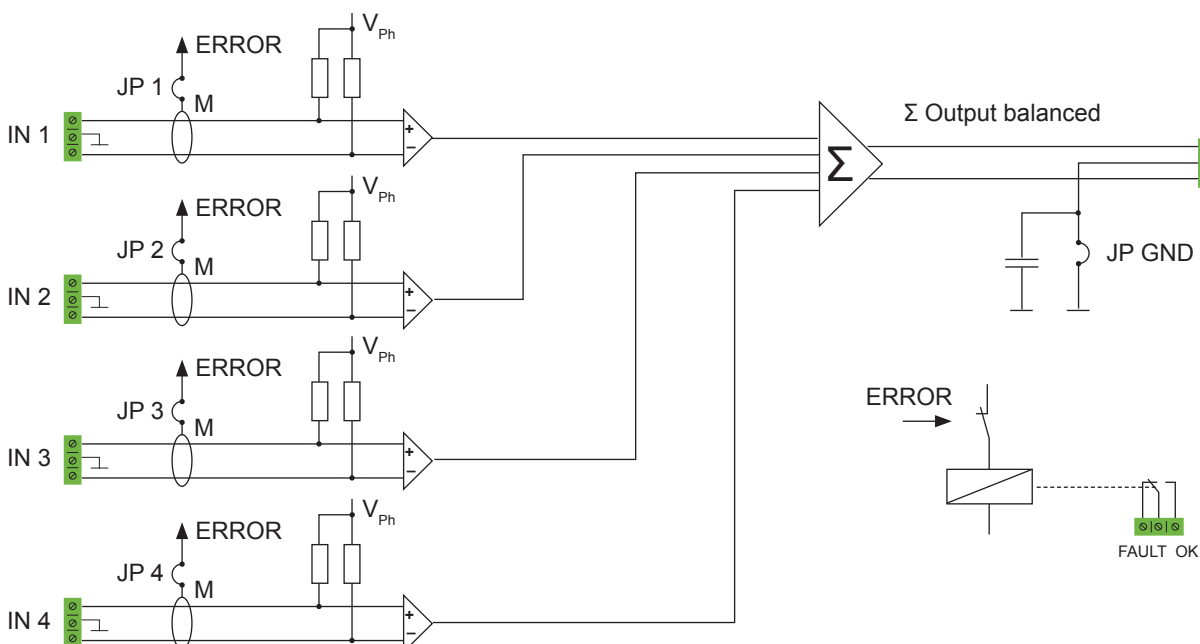 V_Ph
ERROR
JP 1
M
IN 1
+
−
V_Ph
ERROR
JP 2
M
IN 2
+
−
V_Ph
ERROR
JP 3
M
IN 3
+
−
V_Ph
ERROR
JP 4
M
IN 4
+
−
Σ
Σ Output balanced
JP GND
ERROR
FAULT OK